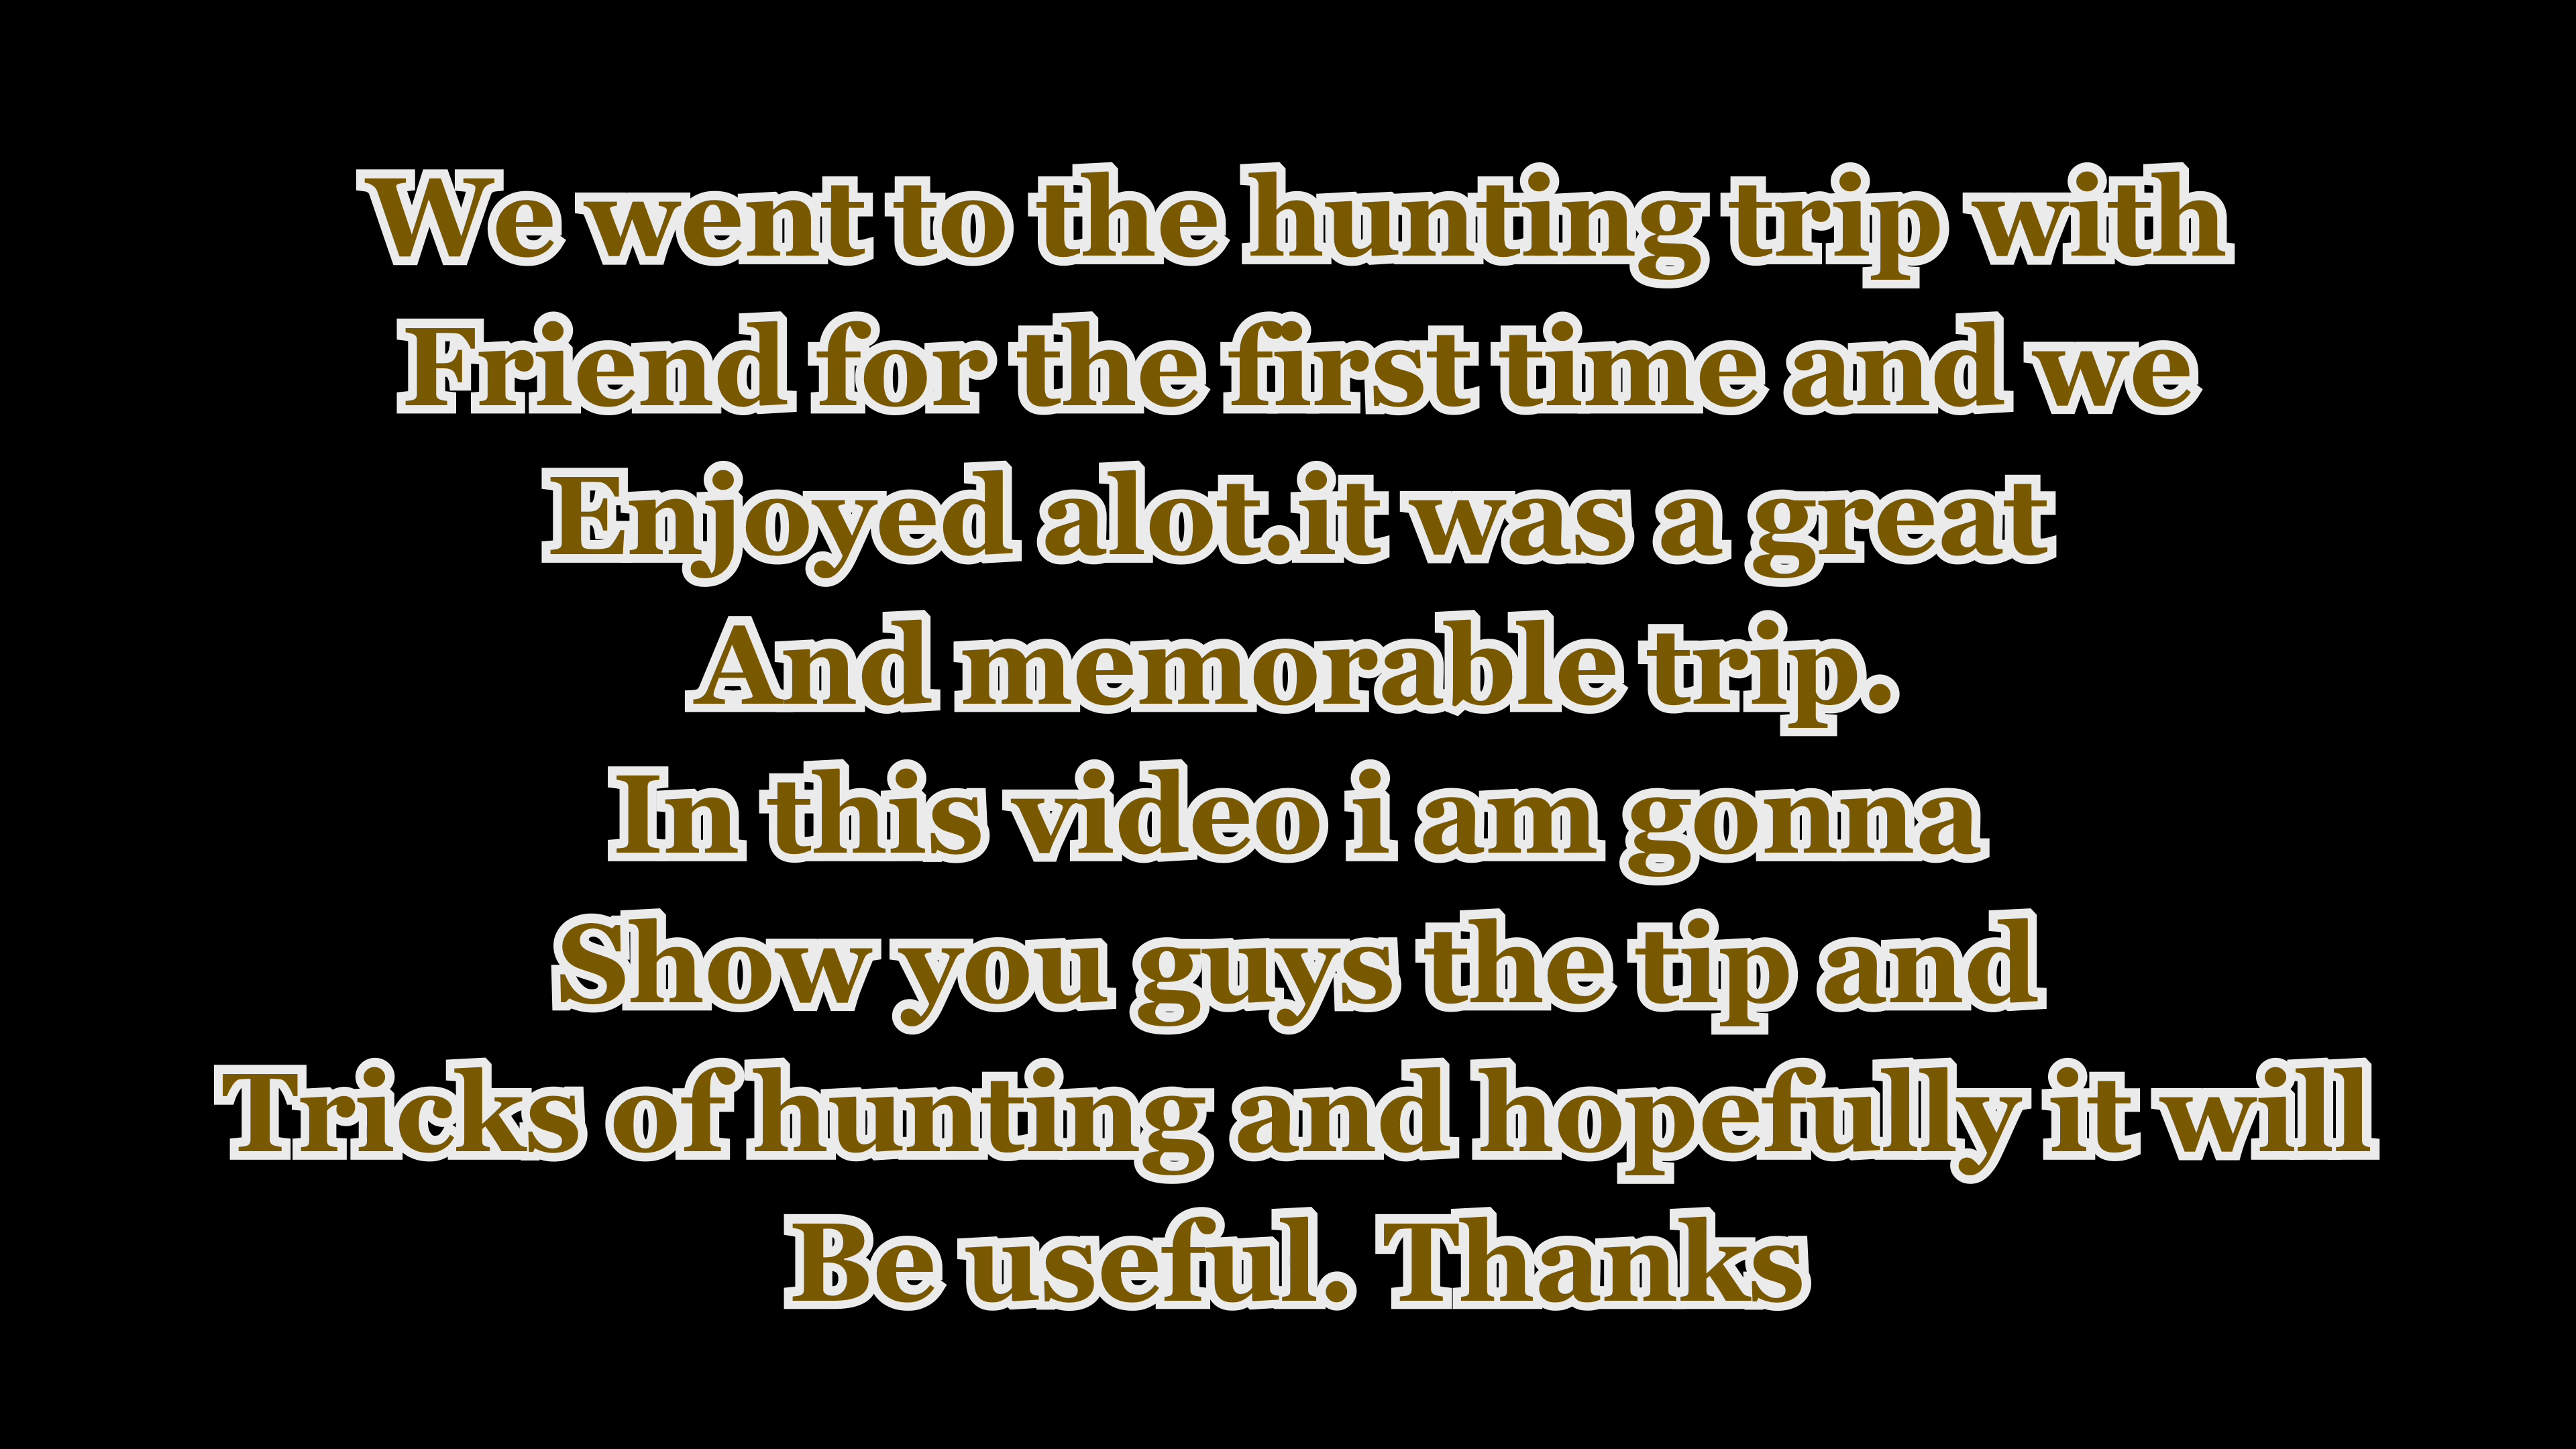 We went to the hunting trip with
Friend for the first time and we
Enjoyed alot.it was a great
And memorable trip.
In this video i am gonna
Show you guys the tip and
Tricks of hunting and hopefully it will
Be useful. Thanks